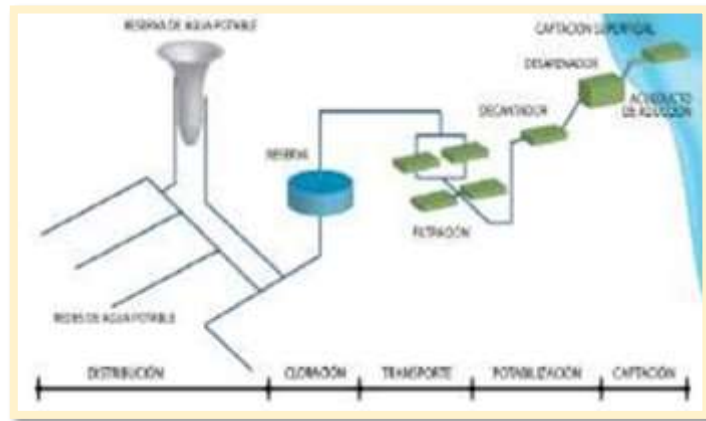 RESERVA DE AGUA POTABLE
CAPTACION SUPERFICIAL
DESARENADOR
DECANTADOR
ACUEDUCTO
DE ADUCCION
RESERVA
FILTRACIÓN
REDES DE AGUA POTABLE
DISTRIBUCIÓN
CLORACIÓN
TRANSPORTE
POTABILIZACIÓN
CAPTACIÓN